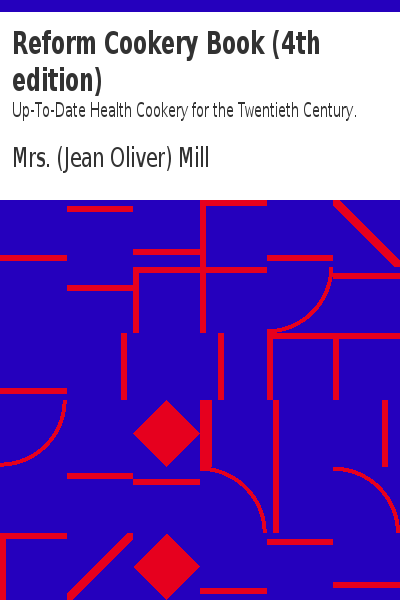 Reform Cookery Book (4th
edition)
Up-To-Date Health Cookery for the Twentieth Century.
Mrs. (Jean Oliver) Mill